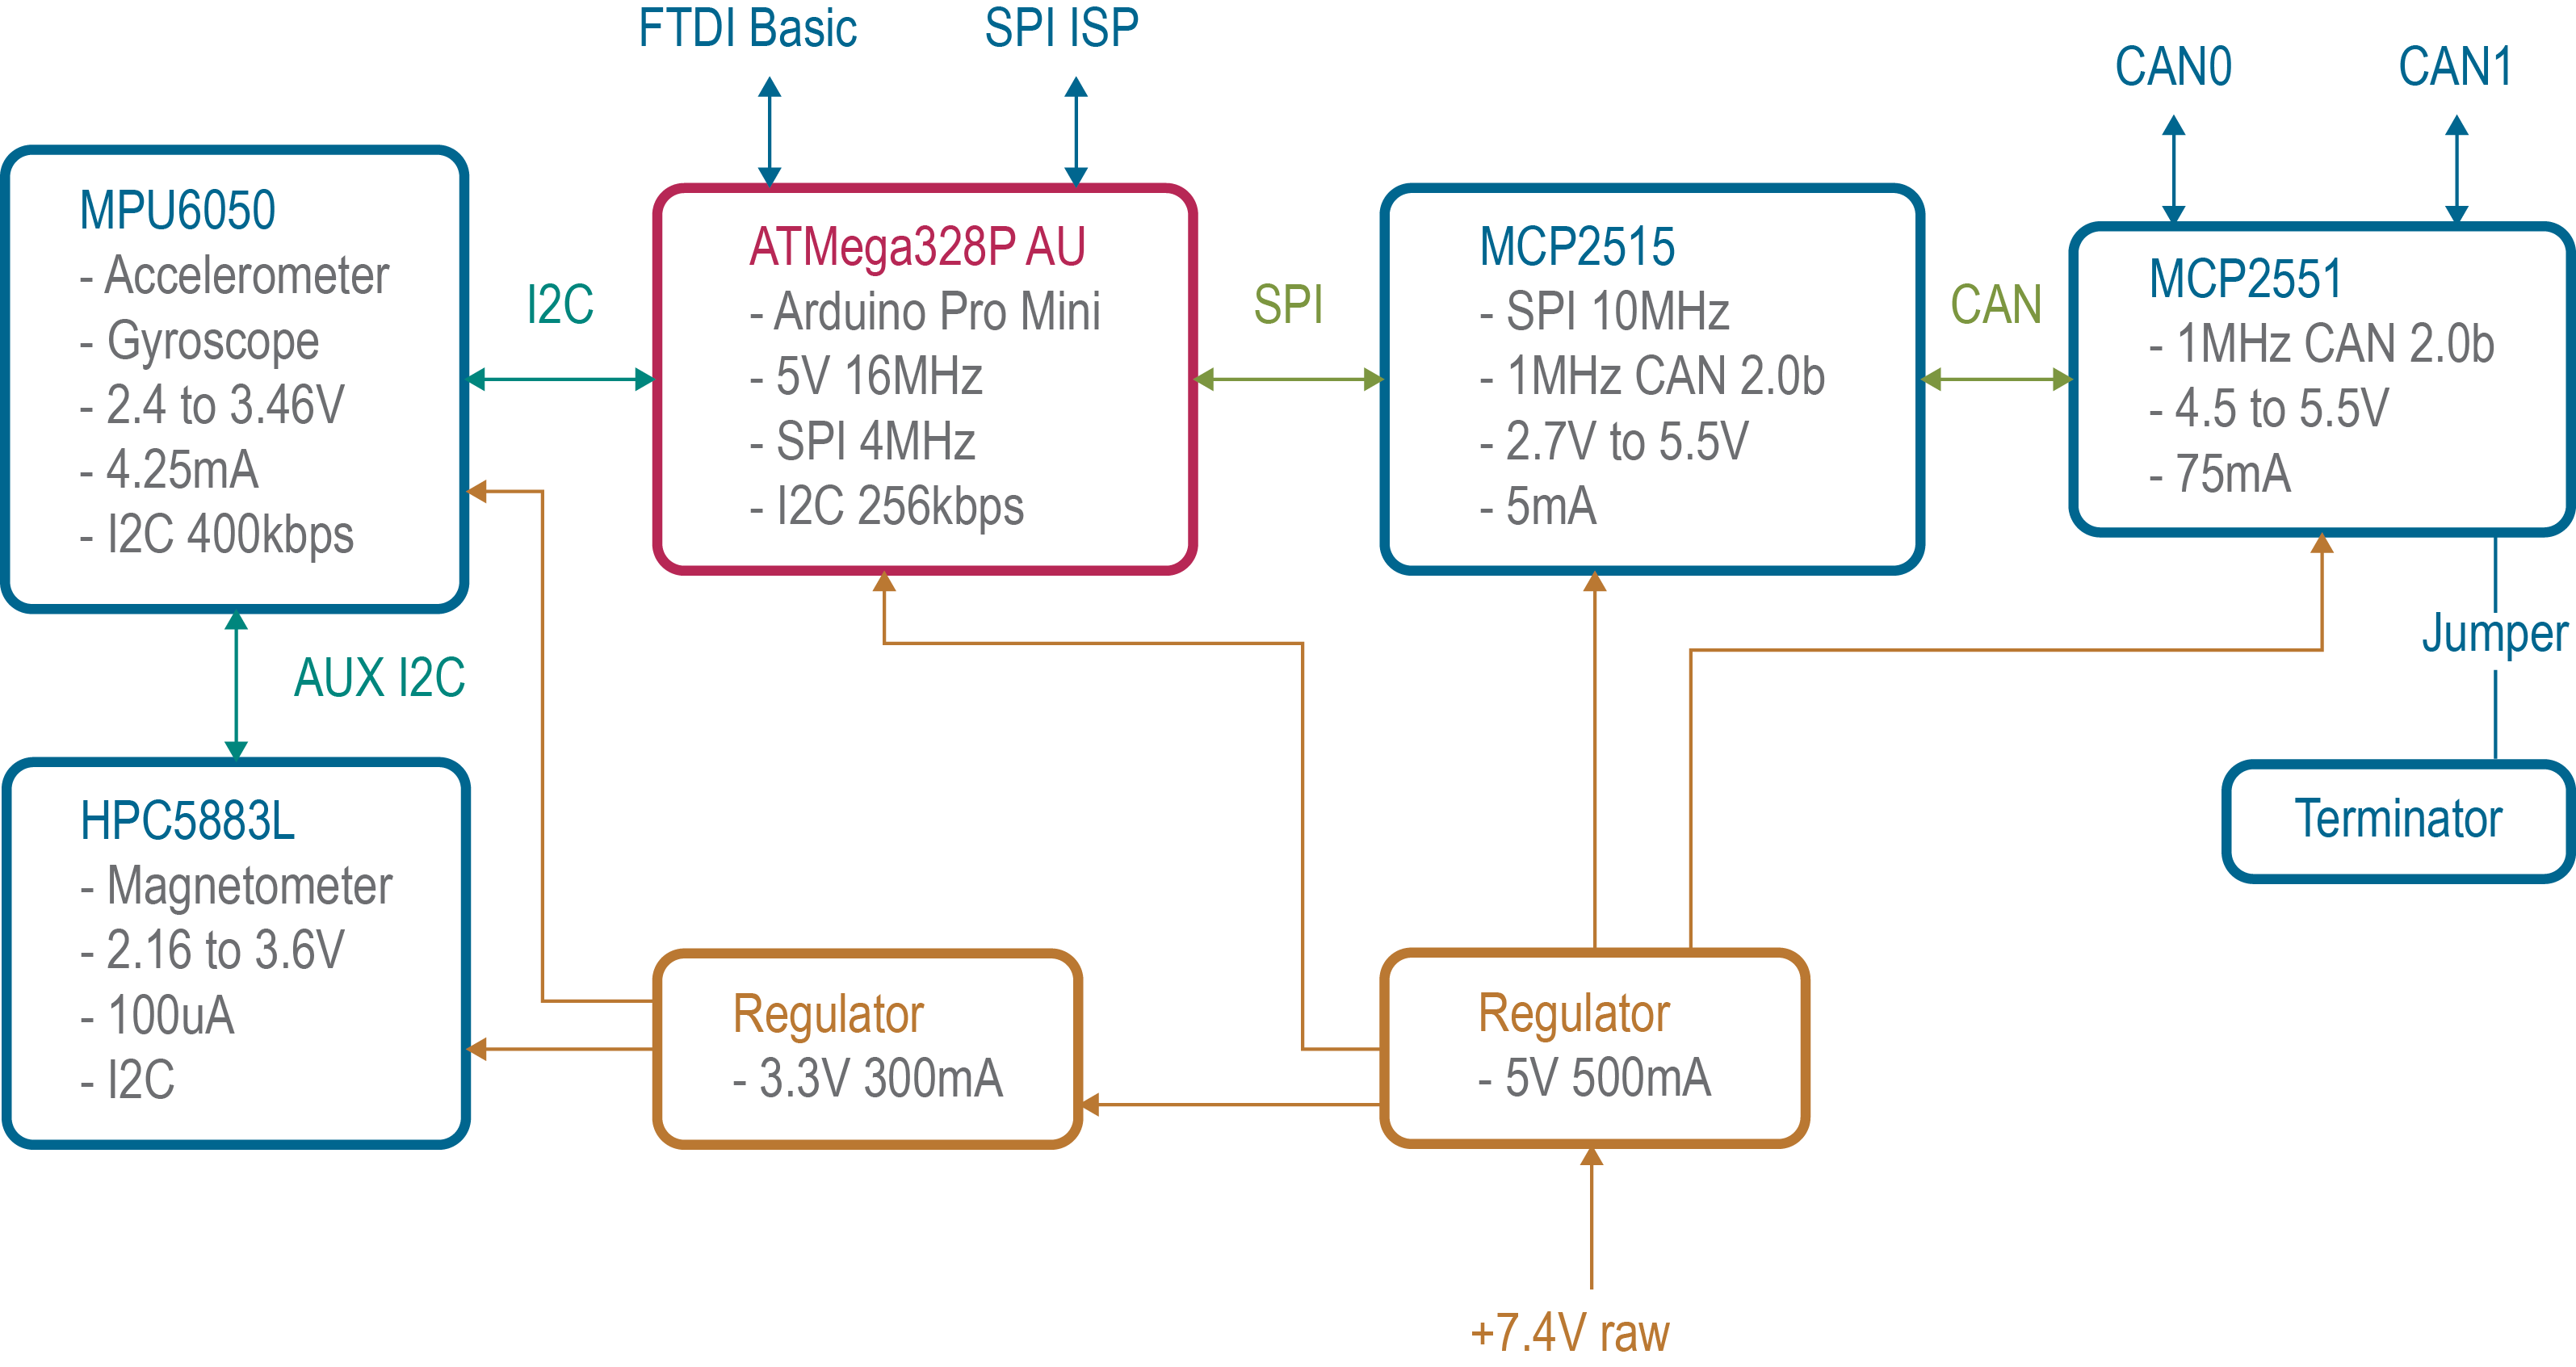 FTDI Basic
SPI ISP
CAN0
CAN1
MPU6050
- Accelerometer
- Gyroscope
- 2.4 to 3.46V
- 4.25mA
- I2C 400kbps
I2C
ATMega328P AU
- Arduino Pro Mini
- 5V 16MHz
- SPI 4MHz
- I2C 256kbps
SPI
MCP2515
- SPI 10MHz
- 1MHz CAN 2.0b
- 2.7V to 5.5V
- 5mA
CAN
MCP2551
- 1MHz CAN 2.0b
- 4.5 to 5.5V
- 75mA
AUX I2C
Jumper
HPC5883L
- Magnetometer
- 2.16 to 3.6V
- 100uA
- I2C
Regulator
- 3.3V 300mA
Regulator
- 5V 500mA
Terminator
+7.4V raw